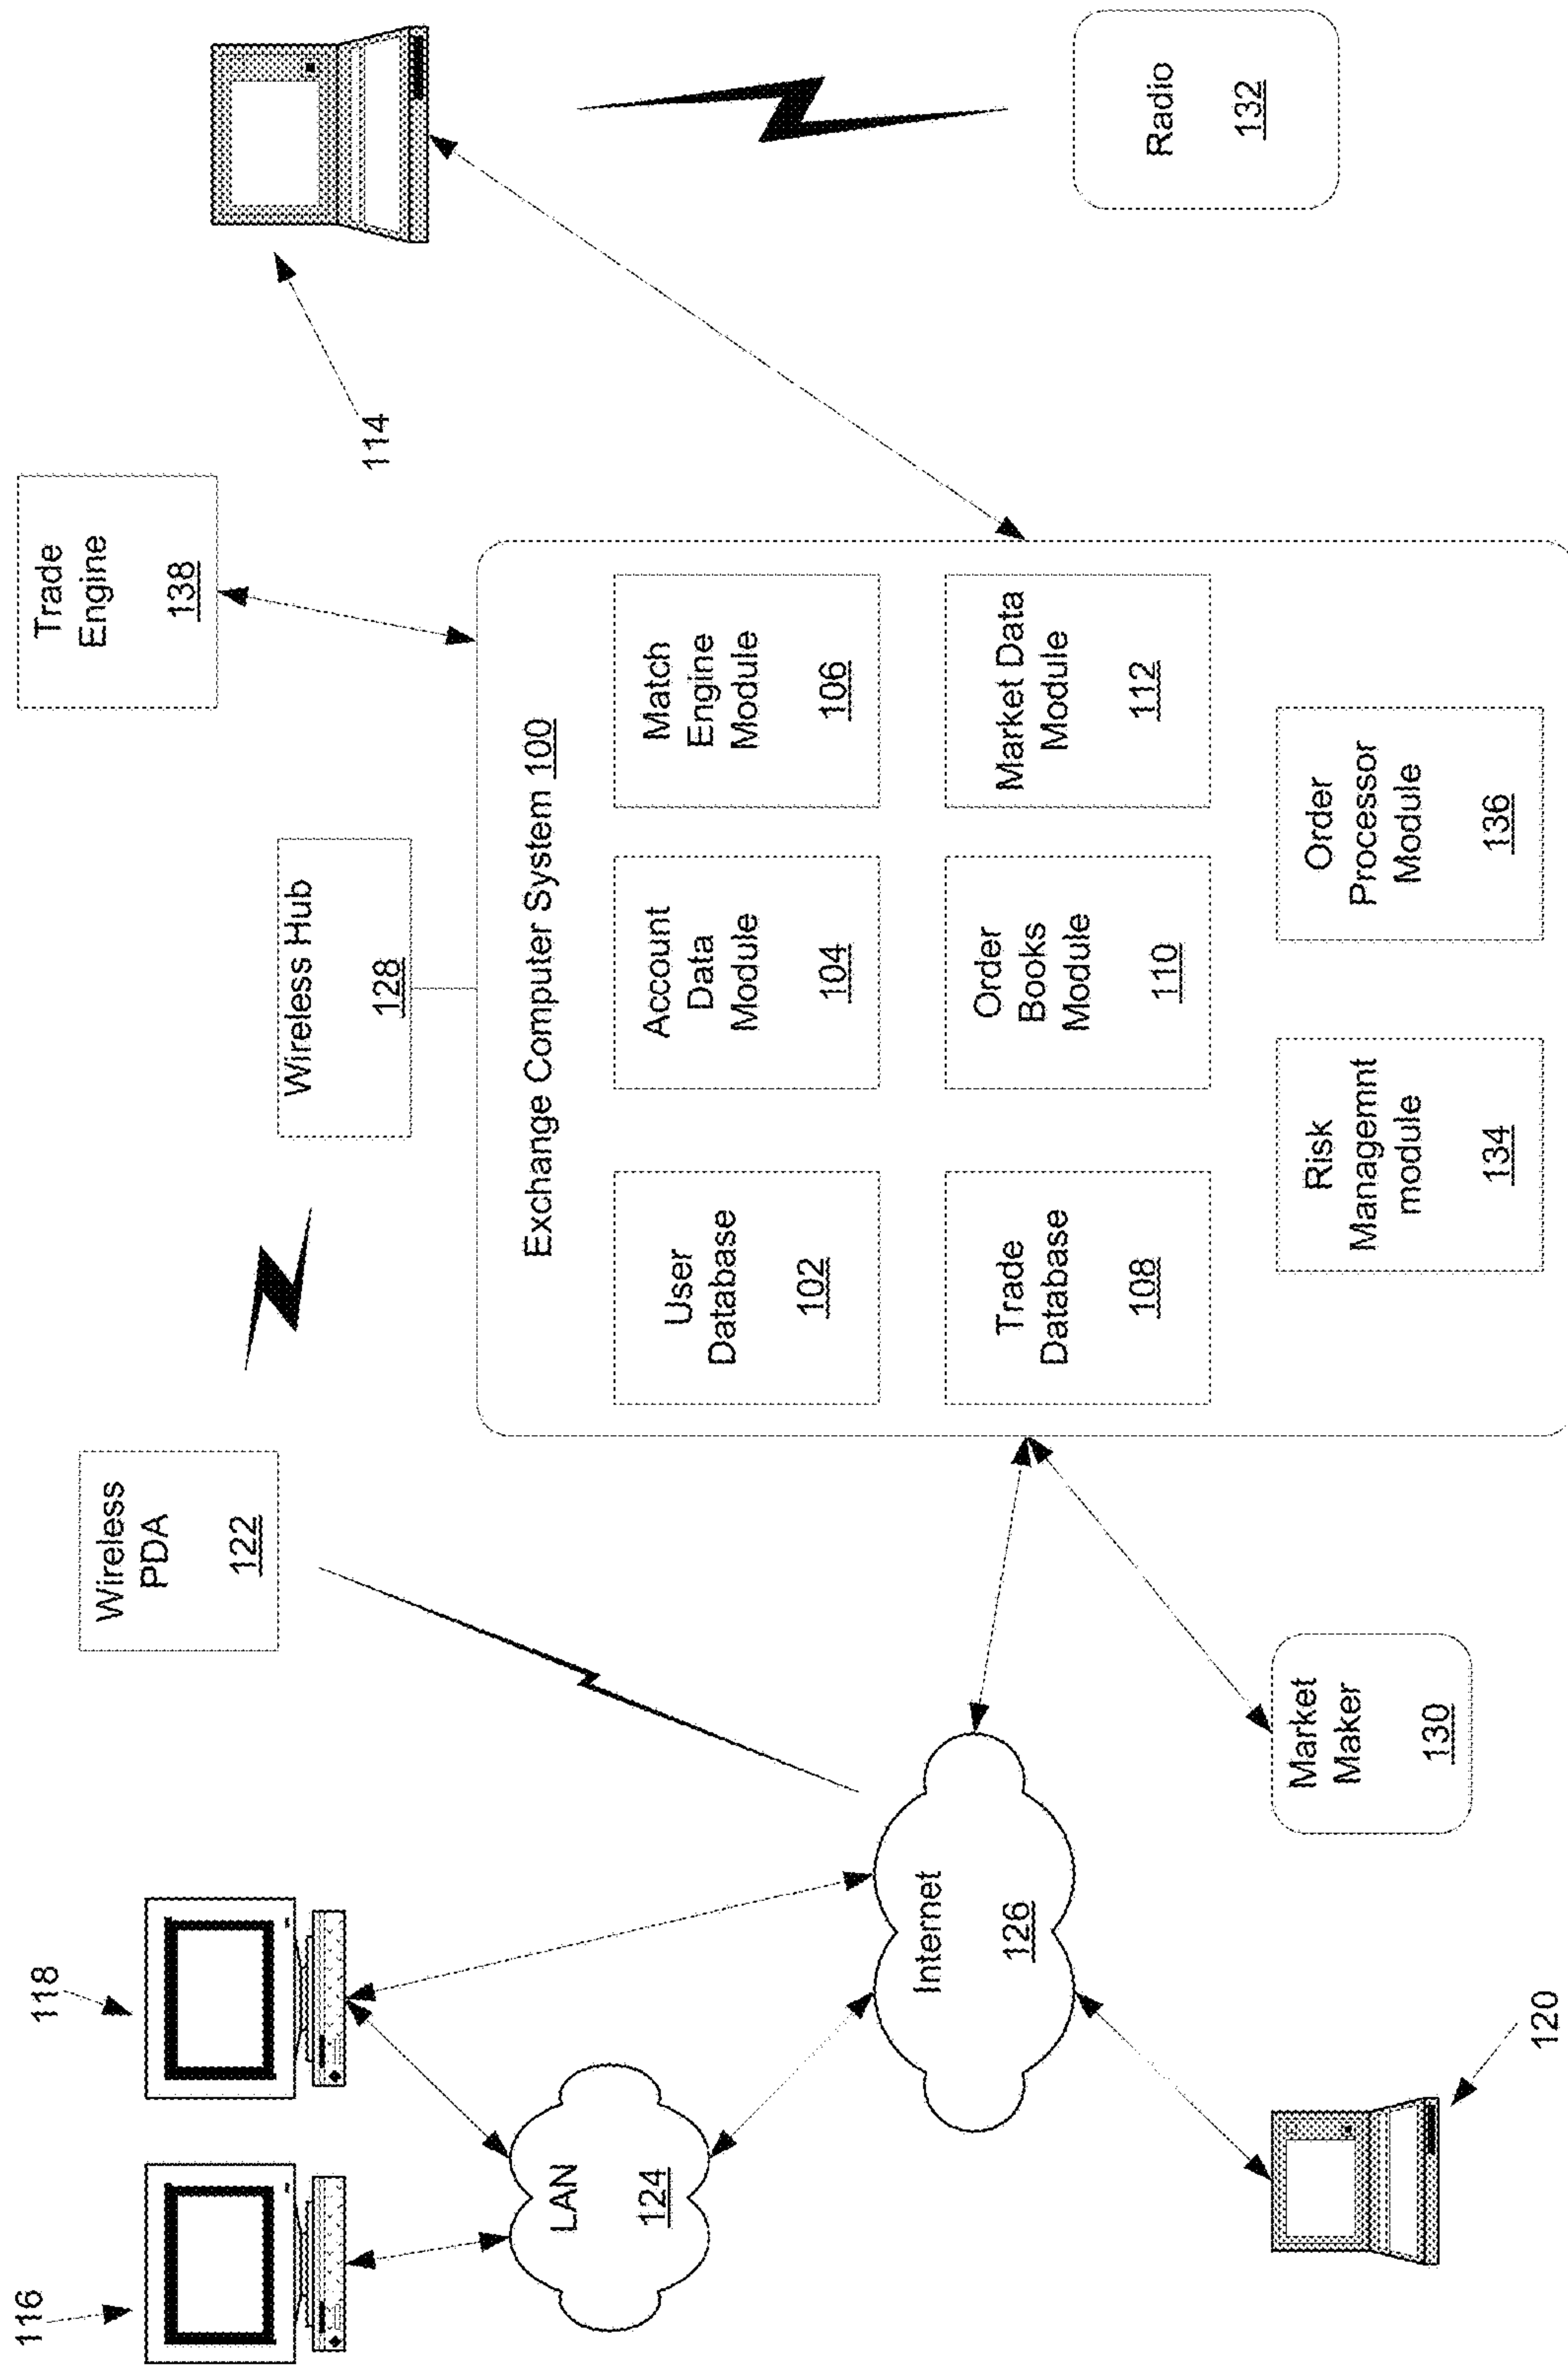 116
118
Wireless
PDA
122
Wireless Hub
128
Trade
Engine
138
114
LAN
124
Internet
126
Exchange Computer System 100
User
Database
102
Account
Data
Module
104
Match
Engine
Module
106
Trade
Database
108
Order
Books
Module
110
Market Data
Module
112
Risk
Managemnt
module
134
Order
Processor
Module
136
Radio
132
120
Market
Maker
130